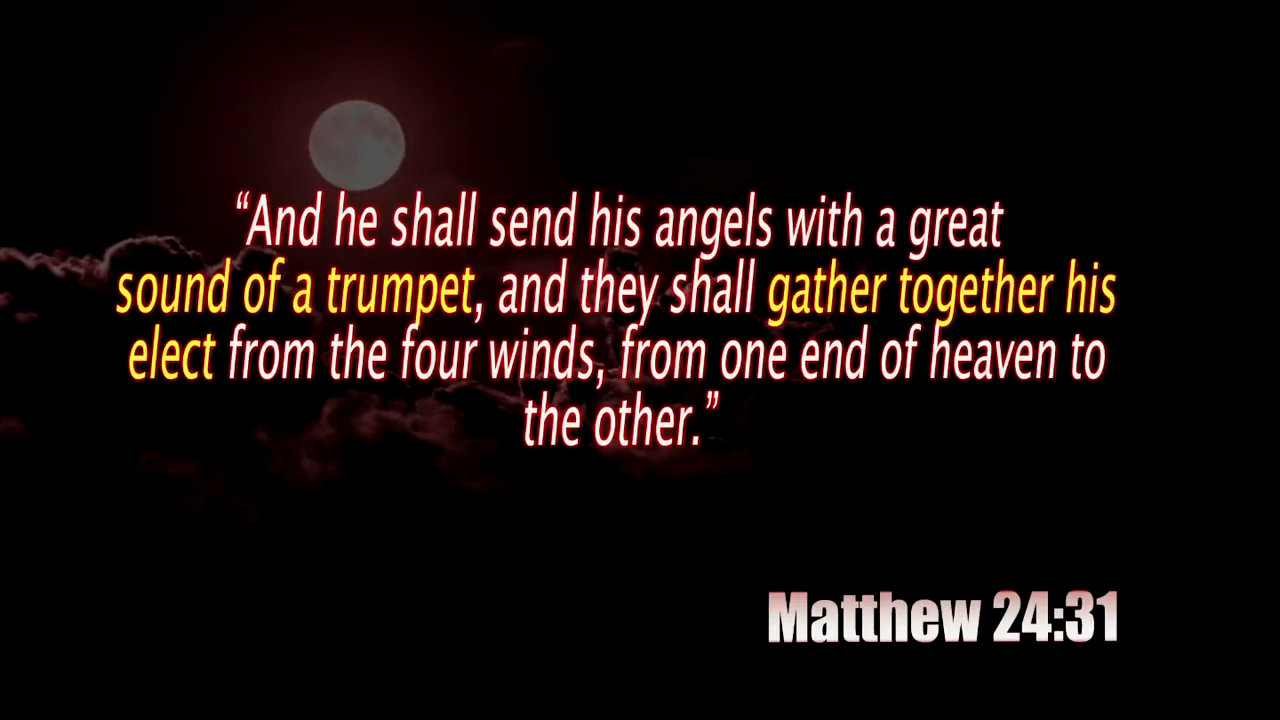 “And he shall send his angels with a great
sound of a trumpet, and they shall gather together his
elect from the four winds, from one end of heaven to
the other.”
Matthew 24:31